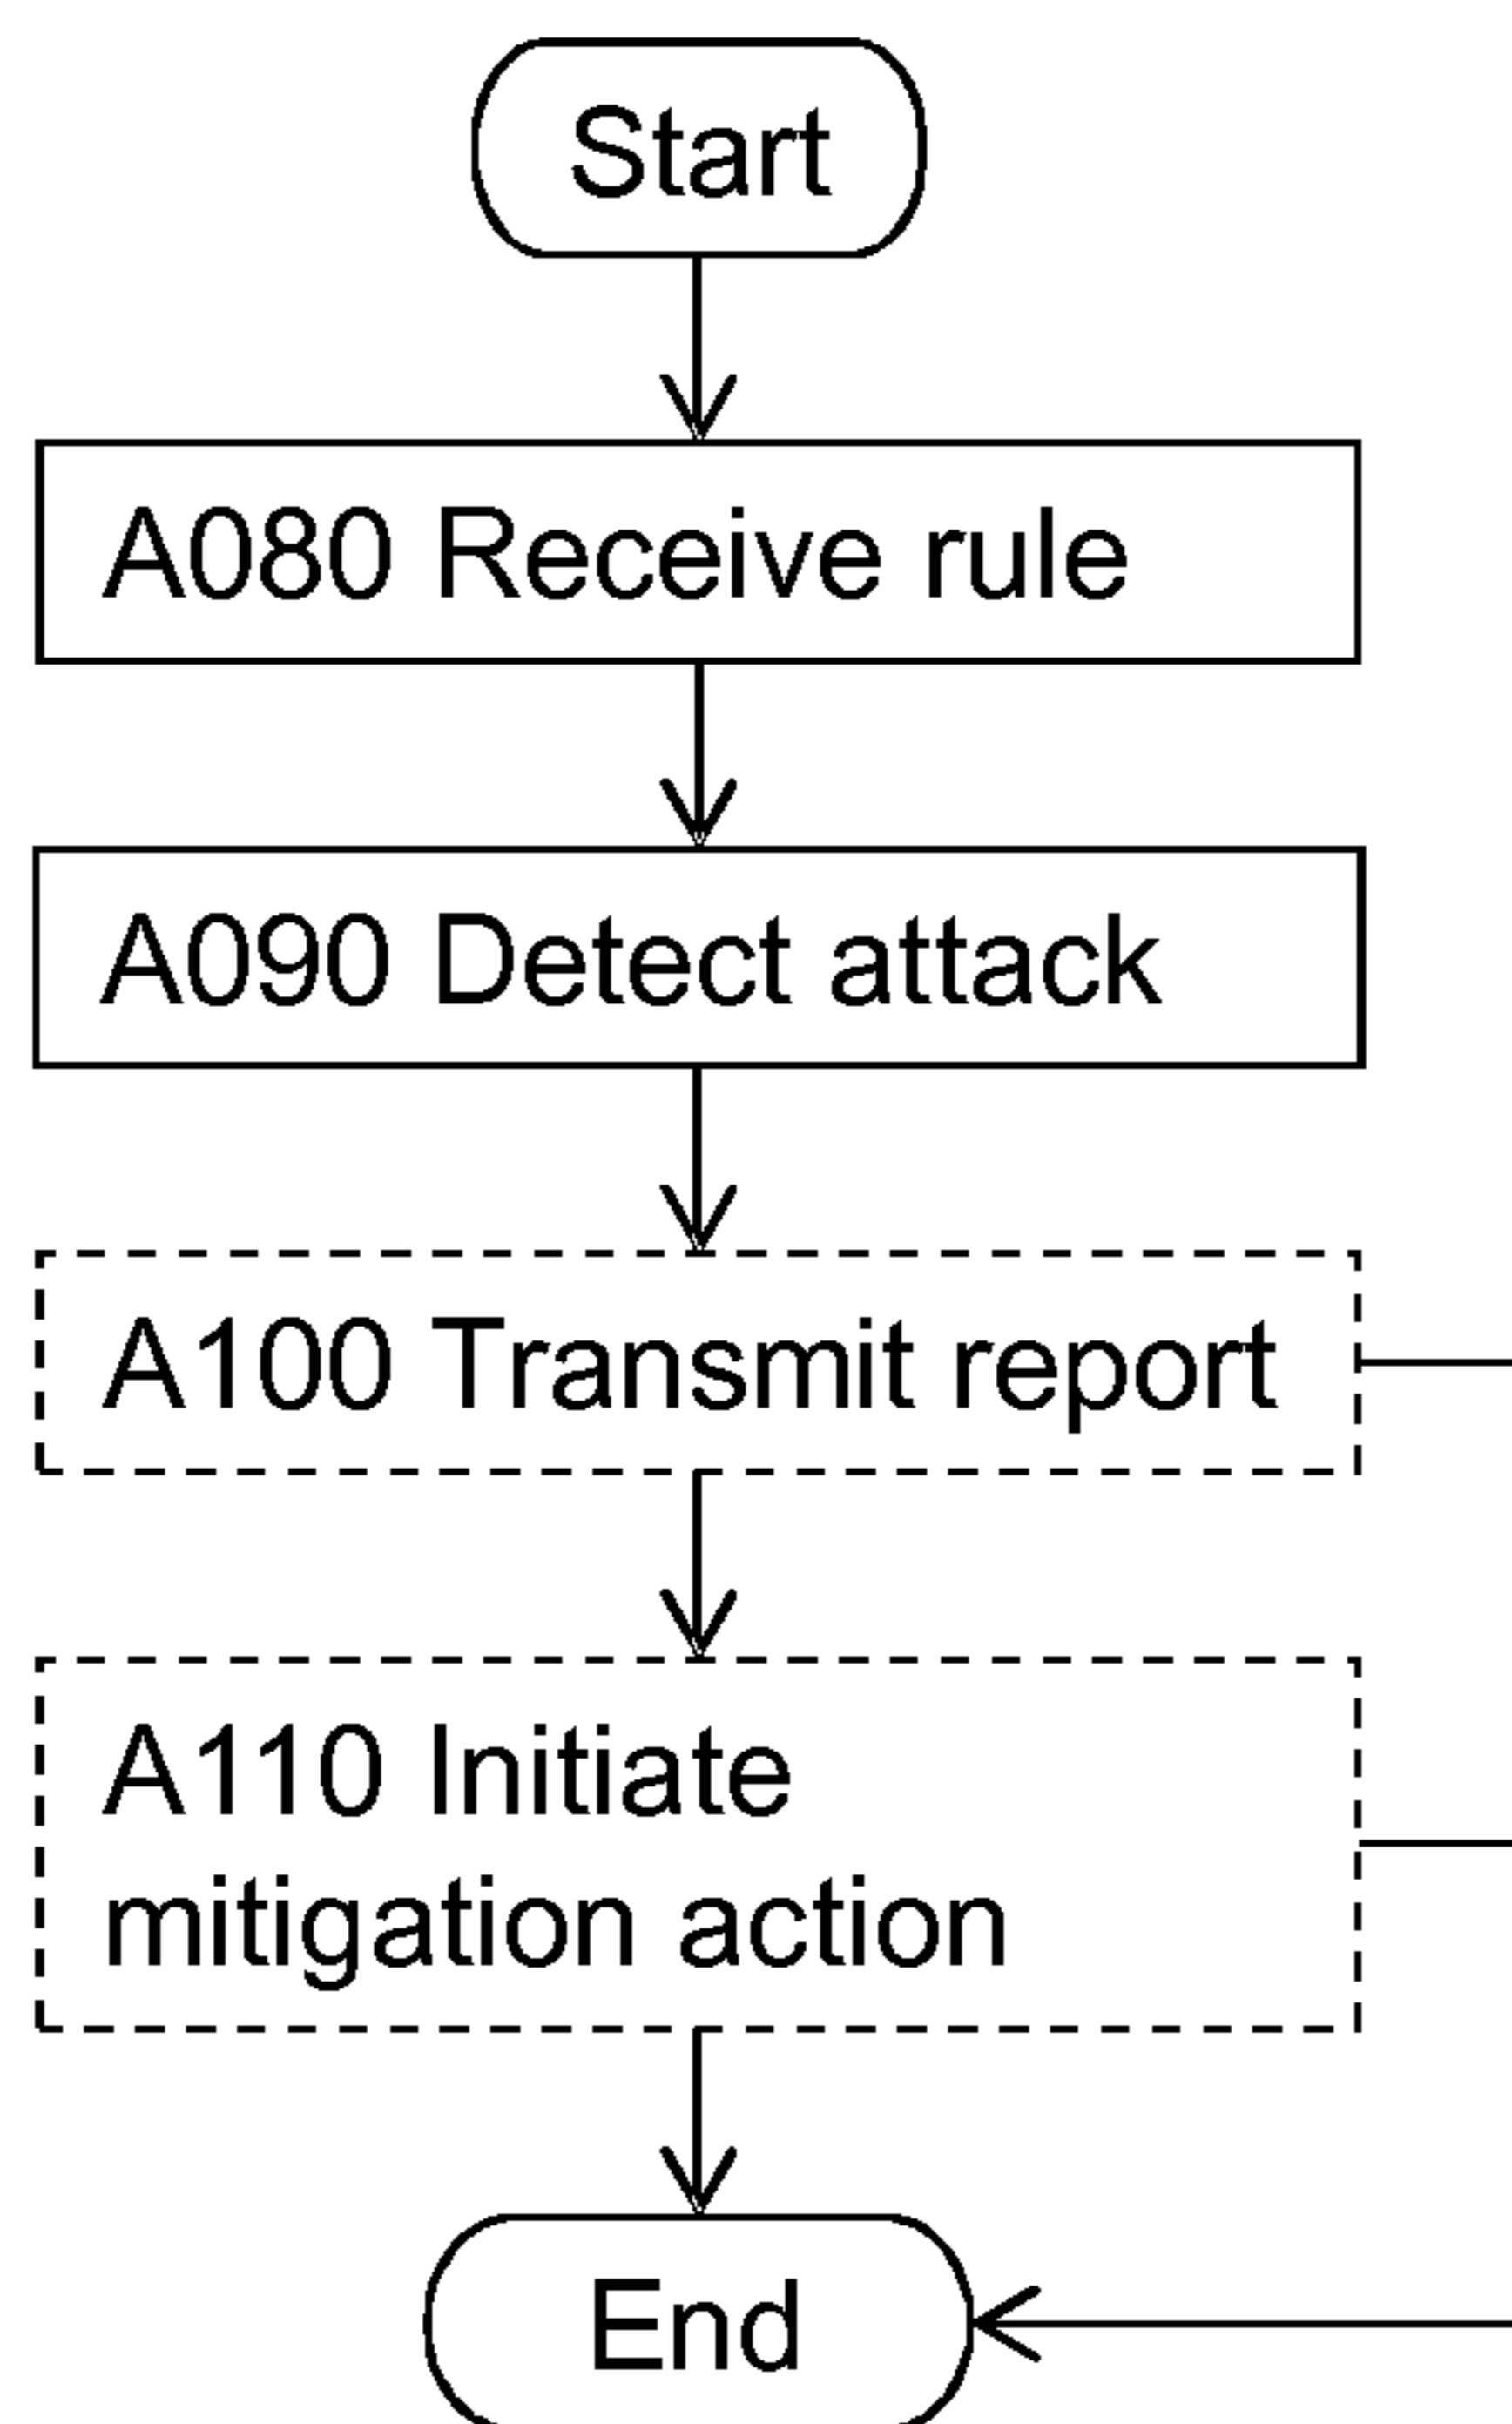 Start
A080 Receive rule
A090 Detect attack
A100 Transmit report
A110 Initiate
mitigation action
End